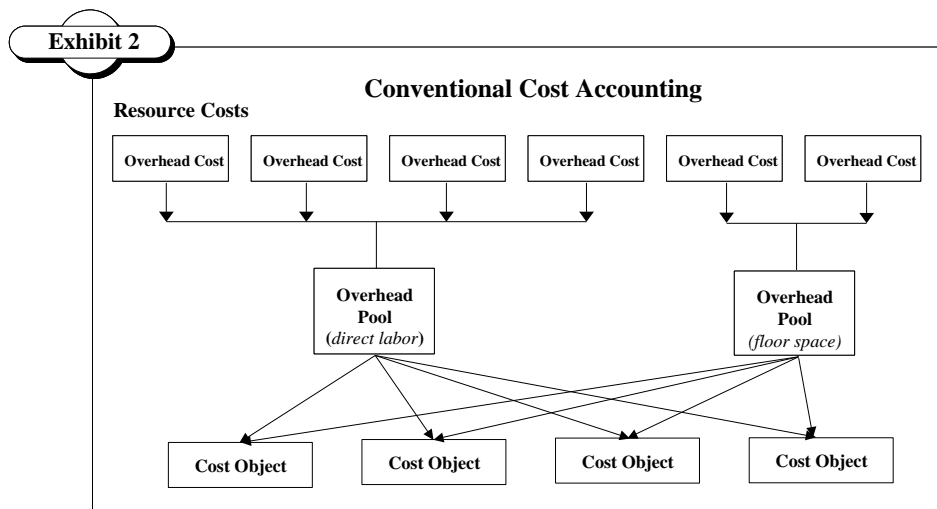 Exhibit 2
Conventional Cost Accounting
Resource Costs
Overhead Cost
Overhead Cost
Overhead Cost
Overhead Cost
Overhead Cost
Overhead Cost
Overhead
Pool
(direct labor)
Overhead
Pool
(floor space)
Cost Object
Cost Object
Cost Object
Cost Object